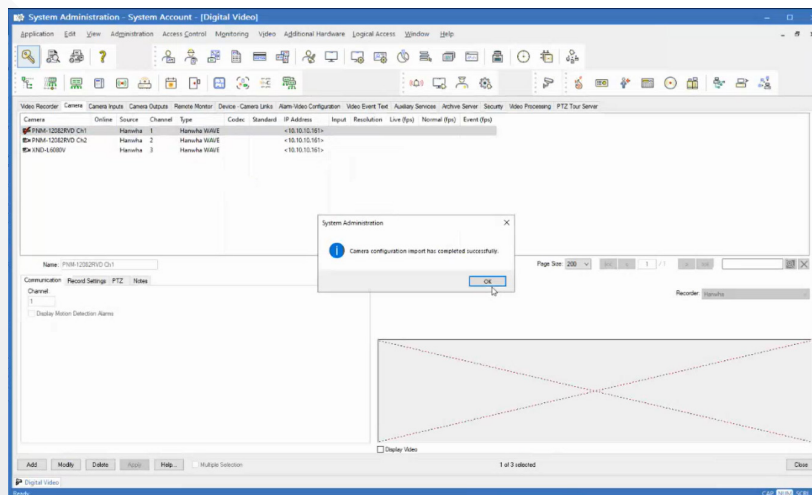 System Administration - System Account - [Digital Video]
Application Edit View Administration Access Control Monitoring Video Additional Hardware Logical Access Window Help
Video Recorder Camera Camera Inputs Camera Outputs Remote Monitor Device - Camera Links Alarm-Video Configuration Video Event Text Auxiliary Services Archive Server Security Video Processing PTZ Tour Server
Camera Online Source Channel Type Codec Standard IP Address Input Resolution Live (fps) Normal (fps) Event (fps)
PNM-12082RVD Ch1 Hanwha 1 Hanwha WAVE <10.10.10.161>
PNM-12082RVD Ch2 Hanwha 2 Hanwha WAVE <10.10.10.161>
XND-L6080V Hanwha 3 Hanwha WAVE <10.10.10.161>
System Administration
Camera configuration import has completed successfully.
OK
Name: PNM-12082RVD Ch1
Page Size: 200
1 / 1
Communication Record Settings PTZ Notes
Channel
1
Display Motion Detection Alarms
Recorder: Hanwha
Display Video
Add Modify Delete Apply Help... Multiple Selection
1 of 3 selected
Close
Digital Video
Ready
CAP NUM SCRL